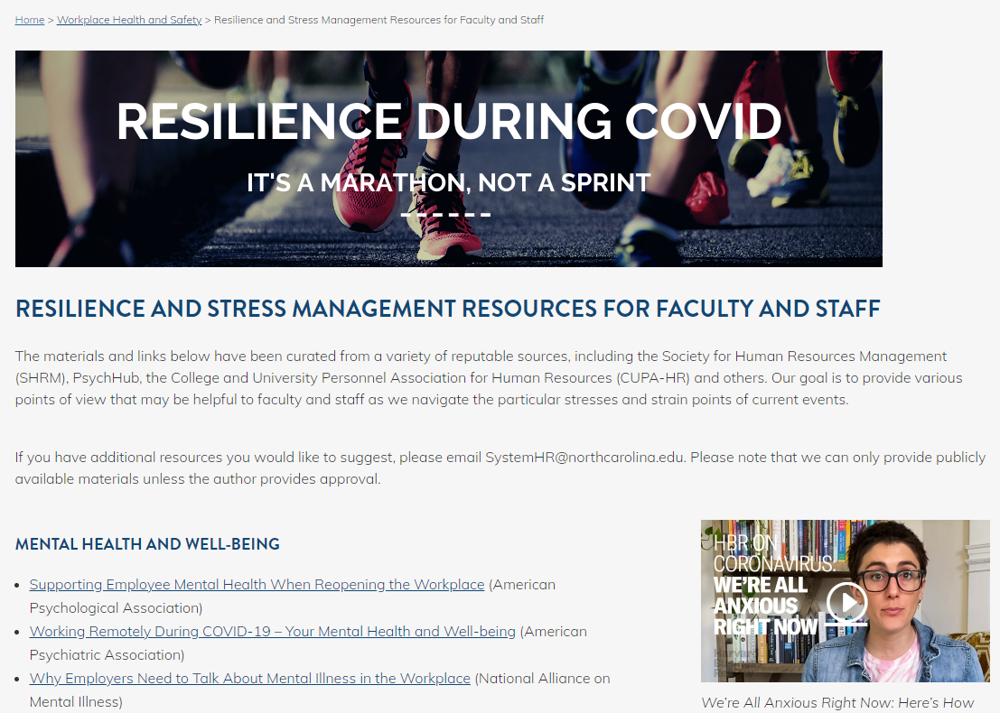 Home > Workplace Health and Safety > Resilience and Stress Management Resources for Faculty and Staff
RESILIENCE DURING COVID
IT'S A MARATHON, NOT A SPRINT
------
RESILIENCE AND STRESS MANAGEMENT RESOURCES FOR FACULTY AND STAFF
The materials and links below have been curated from a variety of reputable sources, including the Society for Human Resources Management
(SHRM), PsychHub, the College and University Personnel Association for Human Resources (CUPA-HR) and others. Our goal is to provide various
points of view that may be helpful to faculty and staff as we navigate the particular stresses and strain points of current events.
If you have additional resources you would like to suggest, please email SystemHR@northcarolina.edu. Please note that we can only provide publicly
available materials unless the author provides approval.
MENTAL HEALTH AND WELL-BEING
• Supporting Employee Mental Health When Reopening the Workplace (American
Psychological Association)
• Working Remotely During COVID-19 – Your Mental Health and Well-being (American
Psychiatric Association)
• Why Employers Need to Talk About Mental Illness in the Workplace (National Alliance on
Mental Illness)
HBR ON
CORONAVIRUS:
WE'RE ALL
ANXIOUS
RIGHT NOW
We're All Anxious Right Now: Here's How